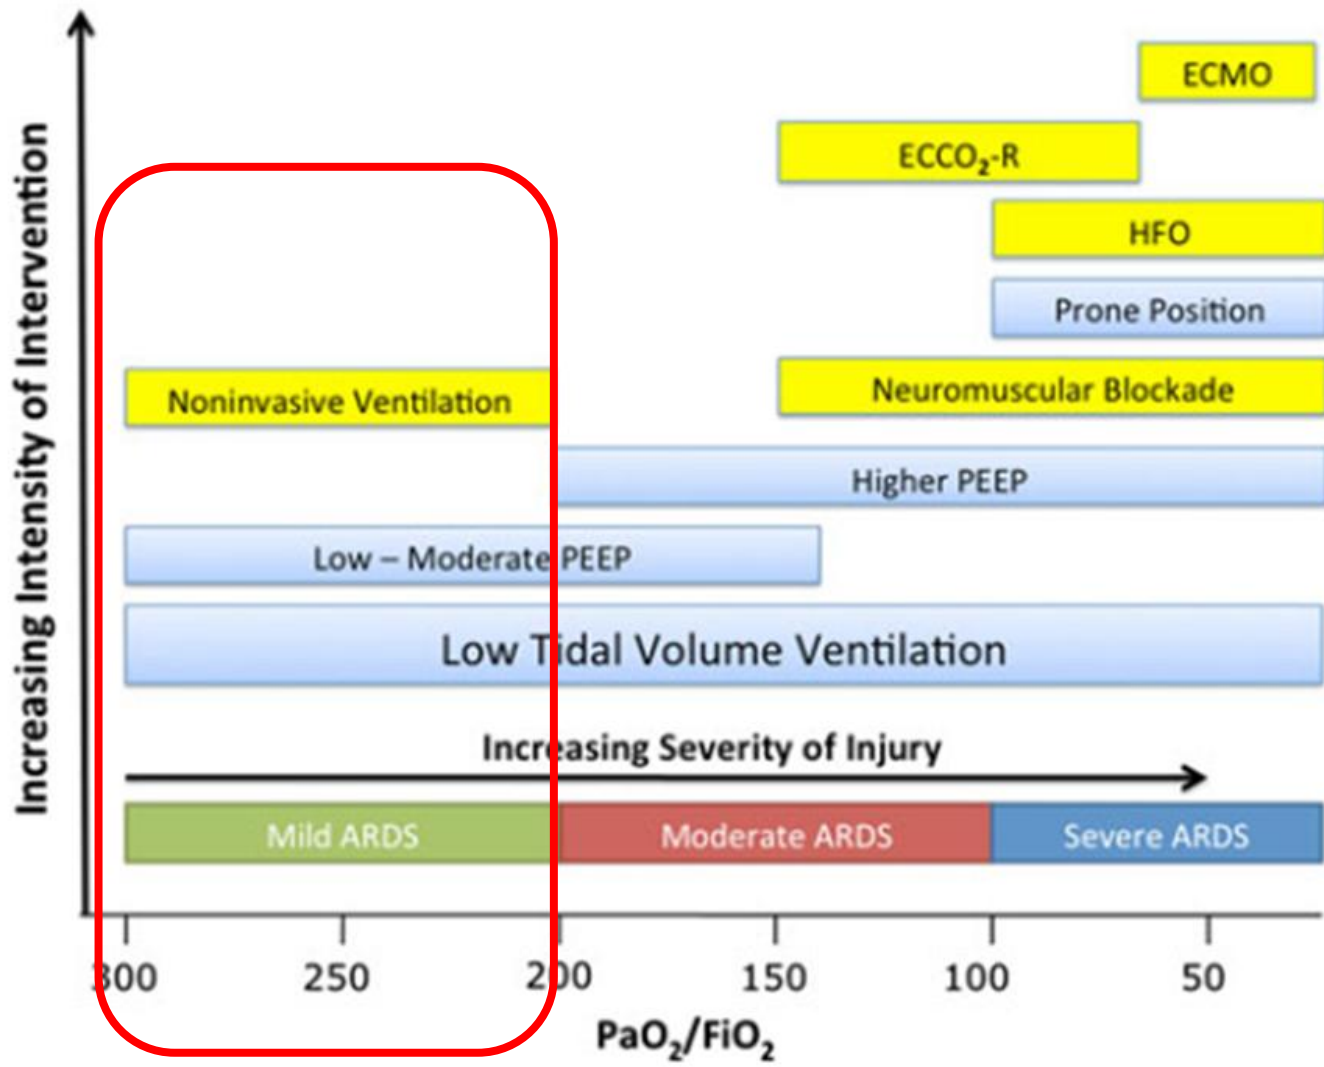 Increasing Intensity of Intervention
ECMO
ECCO₂-R
HFO
Prone Position
Noninvasive Ventilation
Neuromuscular Blockade
Higher PEEP
Low – Moderate PEEP
Low Tidal Volume Ventilation
Increasing Severity of Injury
Mild ARDS Moderate ARDS Severe ARDS
300 250 200 150 100 50
PaO₂/FiO₂